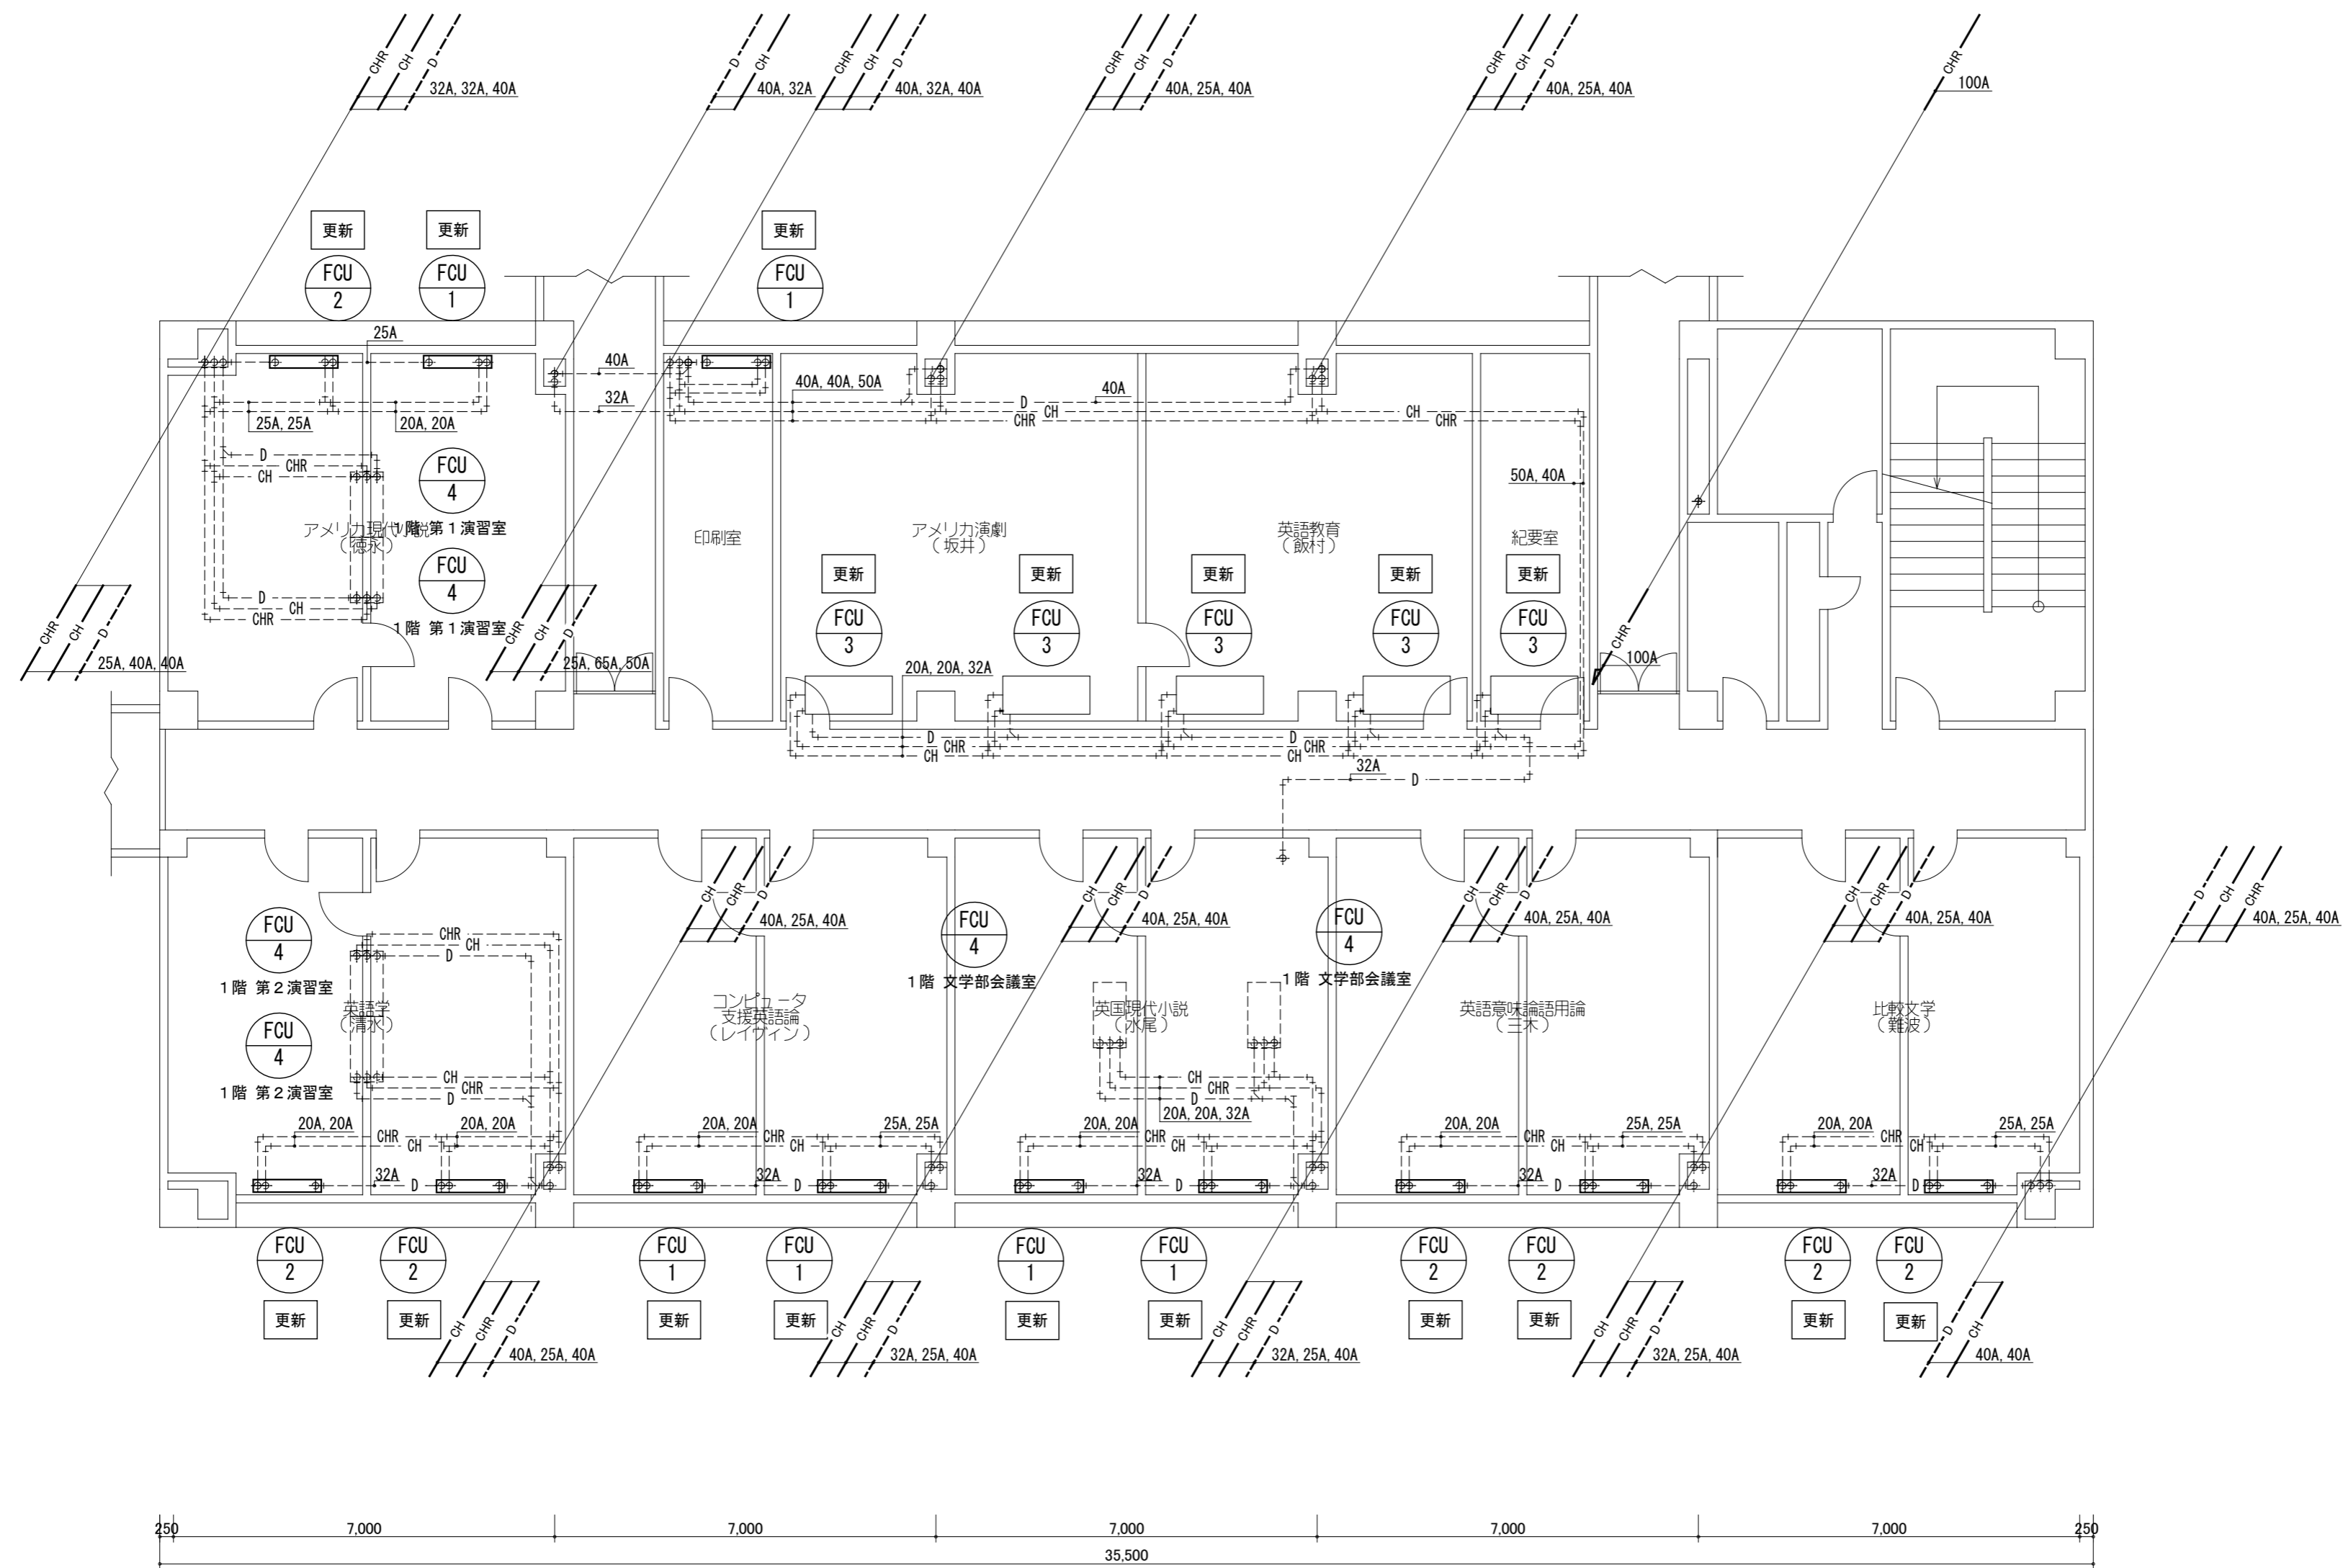 CHR
CH
D
32A, 32A, 40A
D
CH
40A, 32A
CHR
CH
D
40A, 32A, 40A
CHR
CH
D
40A, 25A, 40A
CHR
CH
D
40A, 25A, 40A
CHR
100A
更新
更新
更新
FCU
2
FCU
1
FCU
1
25A
40A
40A, 40A, 50A
40A
D
32A
CH
CH
CHR
CHR
25A, 25A
20A, 20A
D
CHR
CH
FCU
4
1階 第1演習室
50A, 40A
アメリカ現代小説
(徳永)
印刷室
アメリカ演劇
(坂井)
英語教育
(飯村)
紀要室
FCU
4
1階 第1演習室
更新
更新
更新
更新
更新
FCU
3
FCU
3
FCU
3
FCU
3
FCU
3
D
CH
CHR
CHR
CH
D
25A, 40A, 40A
CHR
CH
D
25A, 65A, 50A
20A, 20A, 32A
CHR
100A
D
D
CHR
CHR
CH
CH
32A
D
CH
CHR
D
40A, 25A, 40A
CH
CHR
D
40A, 25A, 40A
CH
CHR
D
40A, 25A, 40A
CH
CHR
D
40A, 25A, 40A
D
CH
CHR
40A, 25A, 40A
FCU
4
1階 第2演習室
CHR
CH
D
FCU
4
1階 文学部会議室
FCU
4
1階 文学部会議室
英語学
(清水)
コンピュータ
支援英語論
(レイヴィン)
英国現代小説
(水尾)
英語意味論語用論
(三木)
比較文学
(難波)
FCU
4
1階 第2演習室
CH
CHR
D
CH
CHR
D
20A, 20A, 32A
20A, 20A
CHR
CH
20A, 20A
20A, 20A
CHR
CH
25A, 25A
20A, 20A
CHR
CH
20A, 20A
CHR
CH
25A, 25A
20A, 20A
CHR
CH
25A, 25A
32A
D
32A
D
32A
D
32A
D
32A
D
FCU
2
FCU
2
FCU
1
FCU
1
FCU
1
FCU
1
FCU
2
FCU
2
FCU
2
FCU
2
更新
更新
更新
更新
更新
更新
更新
更新
更新
更新
CH
CHR
D
40A, 25A, 40A
CH
CHR
D
32A, 25A, 40A
CH
CHR
D
32A, 25A, 40A
CH
CHR
D
32A, 25A, 40A
D
CH
40A, 40A
250
7,000
7,000
7,000
7,000
7,000
250
35,500